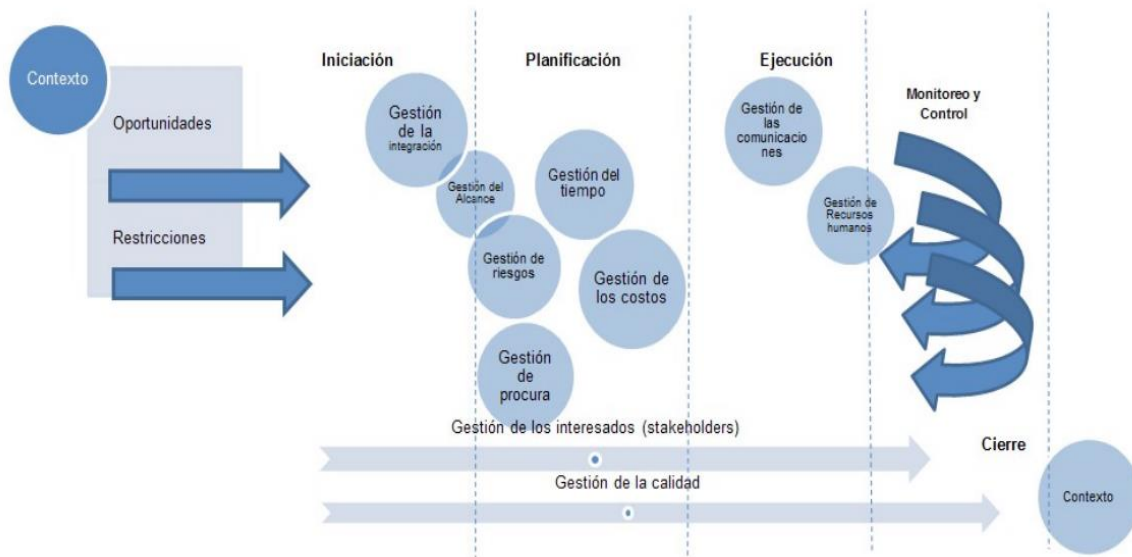 Contexto
Oportunidades
Restricciones
Iniciación
Planificación
Ejecución
Monitoreo y
Control
Gestión
de la
integración
Gestión del
Alcance
Gestión de
riesgos
Gestión
de
procura
Gestión del
tiempo
Gestión de
los costos
Gestión de
las
comunicacio
nes
Gestión de
Recursos
humanos
Gestión de los interesados (stakeholders)
Gestión de la calidad
Cierre
Contexto